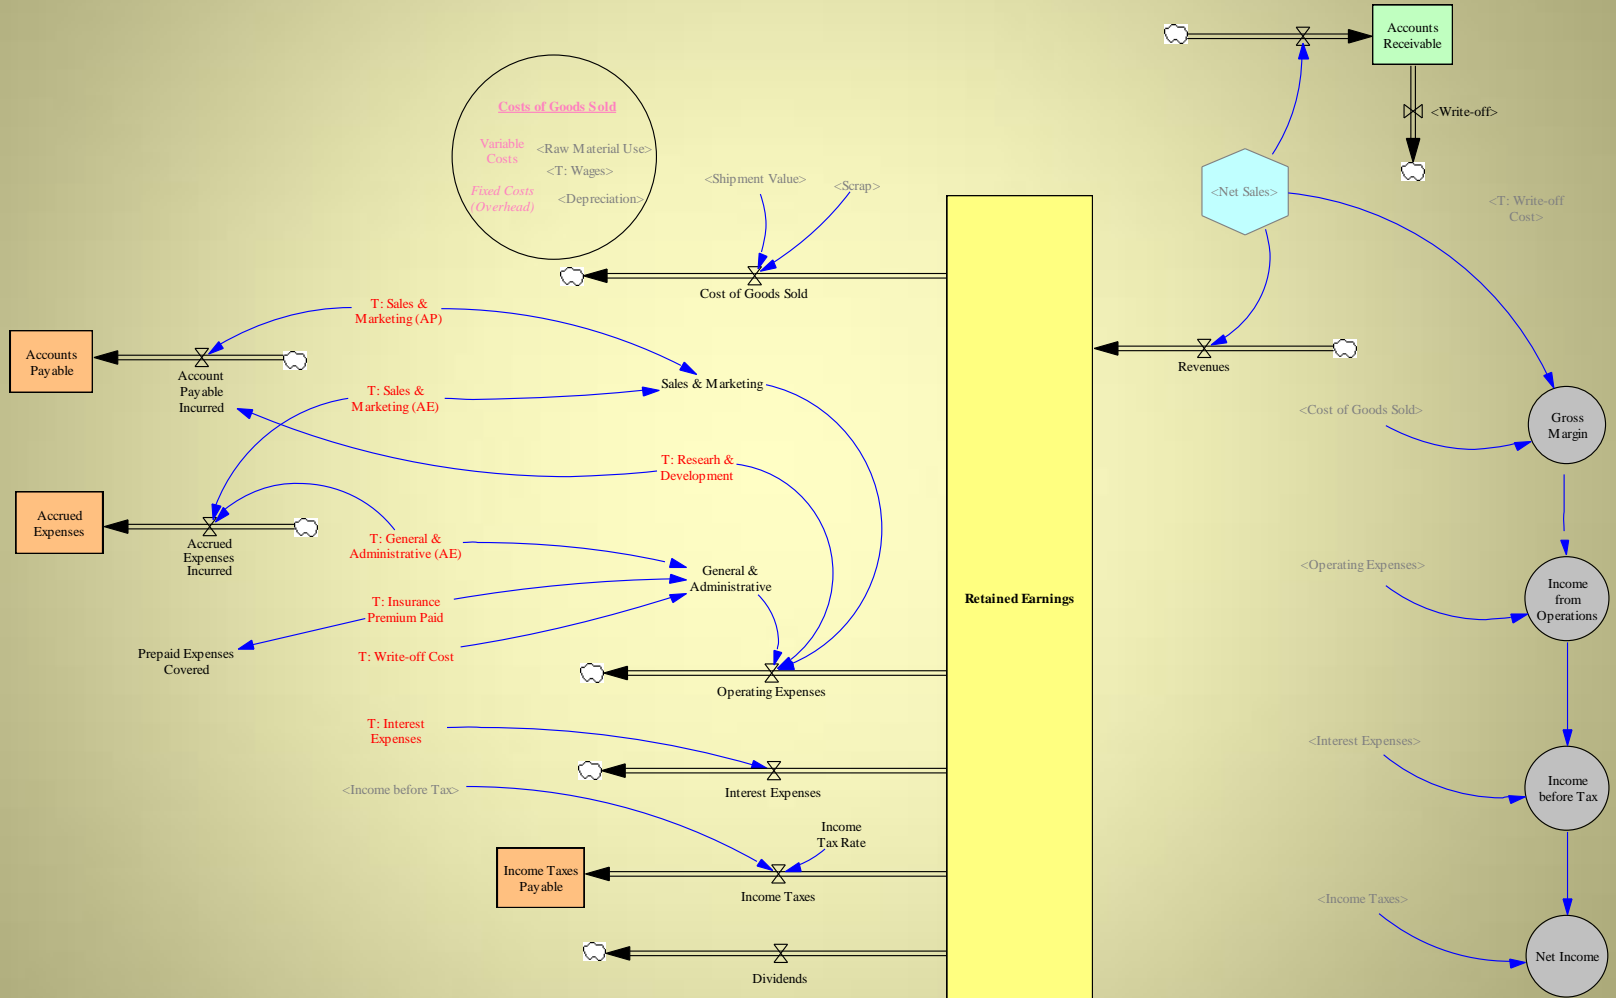 Accounts
Receivable
<Write-off>
Costs of Goods Sold
Variable
Costs
<Raw Material Use>
<T: Wages>
Fixed Costs
(Overhead)
<Depreciation>
<Shipment Value>
<Scrap>
<Net Sales>
<T: Write-off
Cost>
Cost of Goods Sold
T: Sales &
Marketing (AP)
Accounts
Payable
Account
Payable
Incurred
Sales & Marketing
T: Sales &
Marketing (AE)
Revenues
<Cost of Goods Sold>
Gross
Margin
T: Researh &
Development
Accrued
Expenses
Accrued
Expenses
Incurred
T: General &
Administrative (AE)
General &
Administrative
T: Insurance
Premium Paid
Prepaid Expenses
Covered
T: Write-off Cost
Operating Expenses
Retained Earnings
<Operating Expenses>
Income
from
Operations
T: Interest
Expenses
Interest Expenses
<Interest Expenses>
Income
before Tax
<Income before Tax>
Income
Tax Rate
Income Taxes
Payable
Income Taxes
<Income Taxes>
Net Income
Dividends